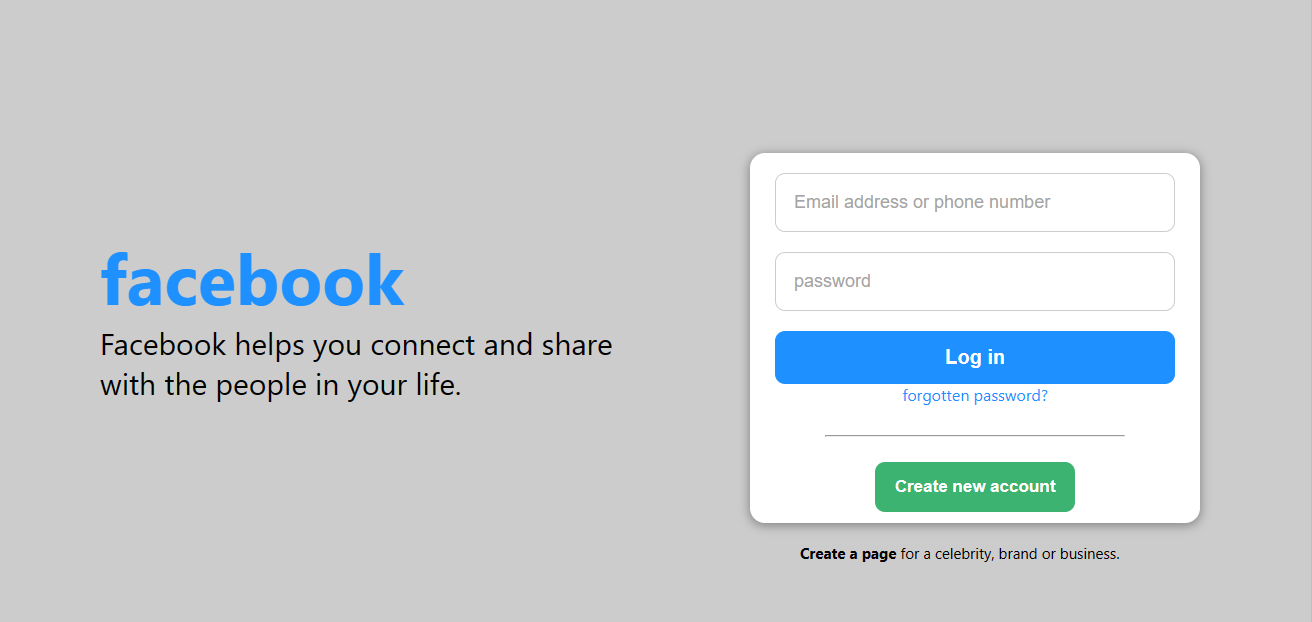 facebook
Facebook helps you connect and share
with the people in your life.
Email address or phone number
password
Log in
forgotten password?
Create new account
Create a page for a celebrity, brand or business.